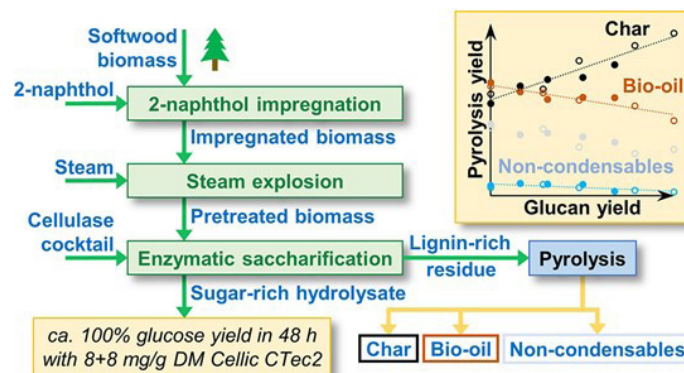 Softwood
biomass
2-naphthol
2-naphthol impregnation
Impregnated biomass
Steam
Steam explosion
Pretreated biomass
Cellulase
cocktail
Enzymatic saccharification
Lignin-rich
residue
Pyrolysis
Sugar-rich hydrolysate
ca. 100% glucose yield in 48 h
with 8+8 mg/g DM Cellic CTec2
Char
Bio-oil
Non-condensables
Pyrolysis yield
Char
Bio-oil
Non-condensables
Glucan yield